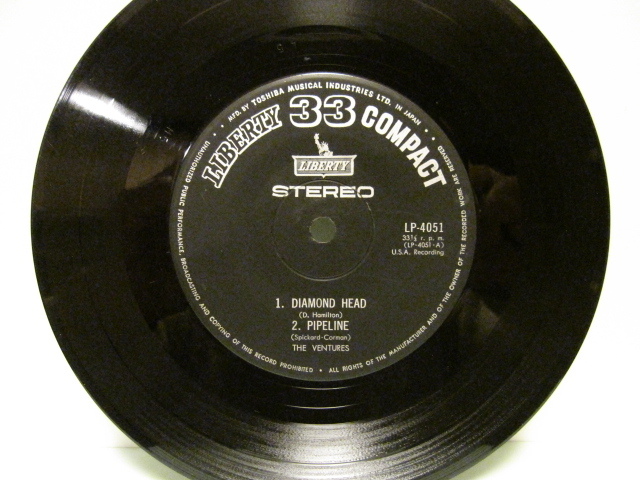 MFD. BY TOSHIBA MUSICAL INDUSTRIES LTD. IN JAPAN
LIBERTY 33 COMPACT
LIBERTY
STEREO
LP-4051
33⅓ r. p. m.
(LP-4051-A)
U.S.A. Recording
1. DIAMOND HEAD
(D. Hamilton)
2. PIPELINE
(Spickard-Corman)
THE VENTURES
UNAUTHORIZED PUBLIC PERFORMANCE, BROADCASTING AND COPYING OF THIS RECORD PROHIBITED • ALL RIGHTS OF THE MANUFACTURER AND OF THE OWNER OF THE RECORDED WORK ARE RESERVED